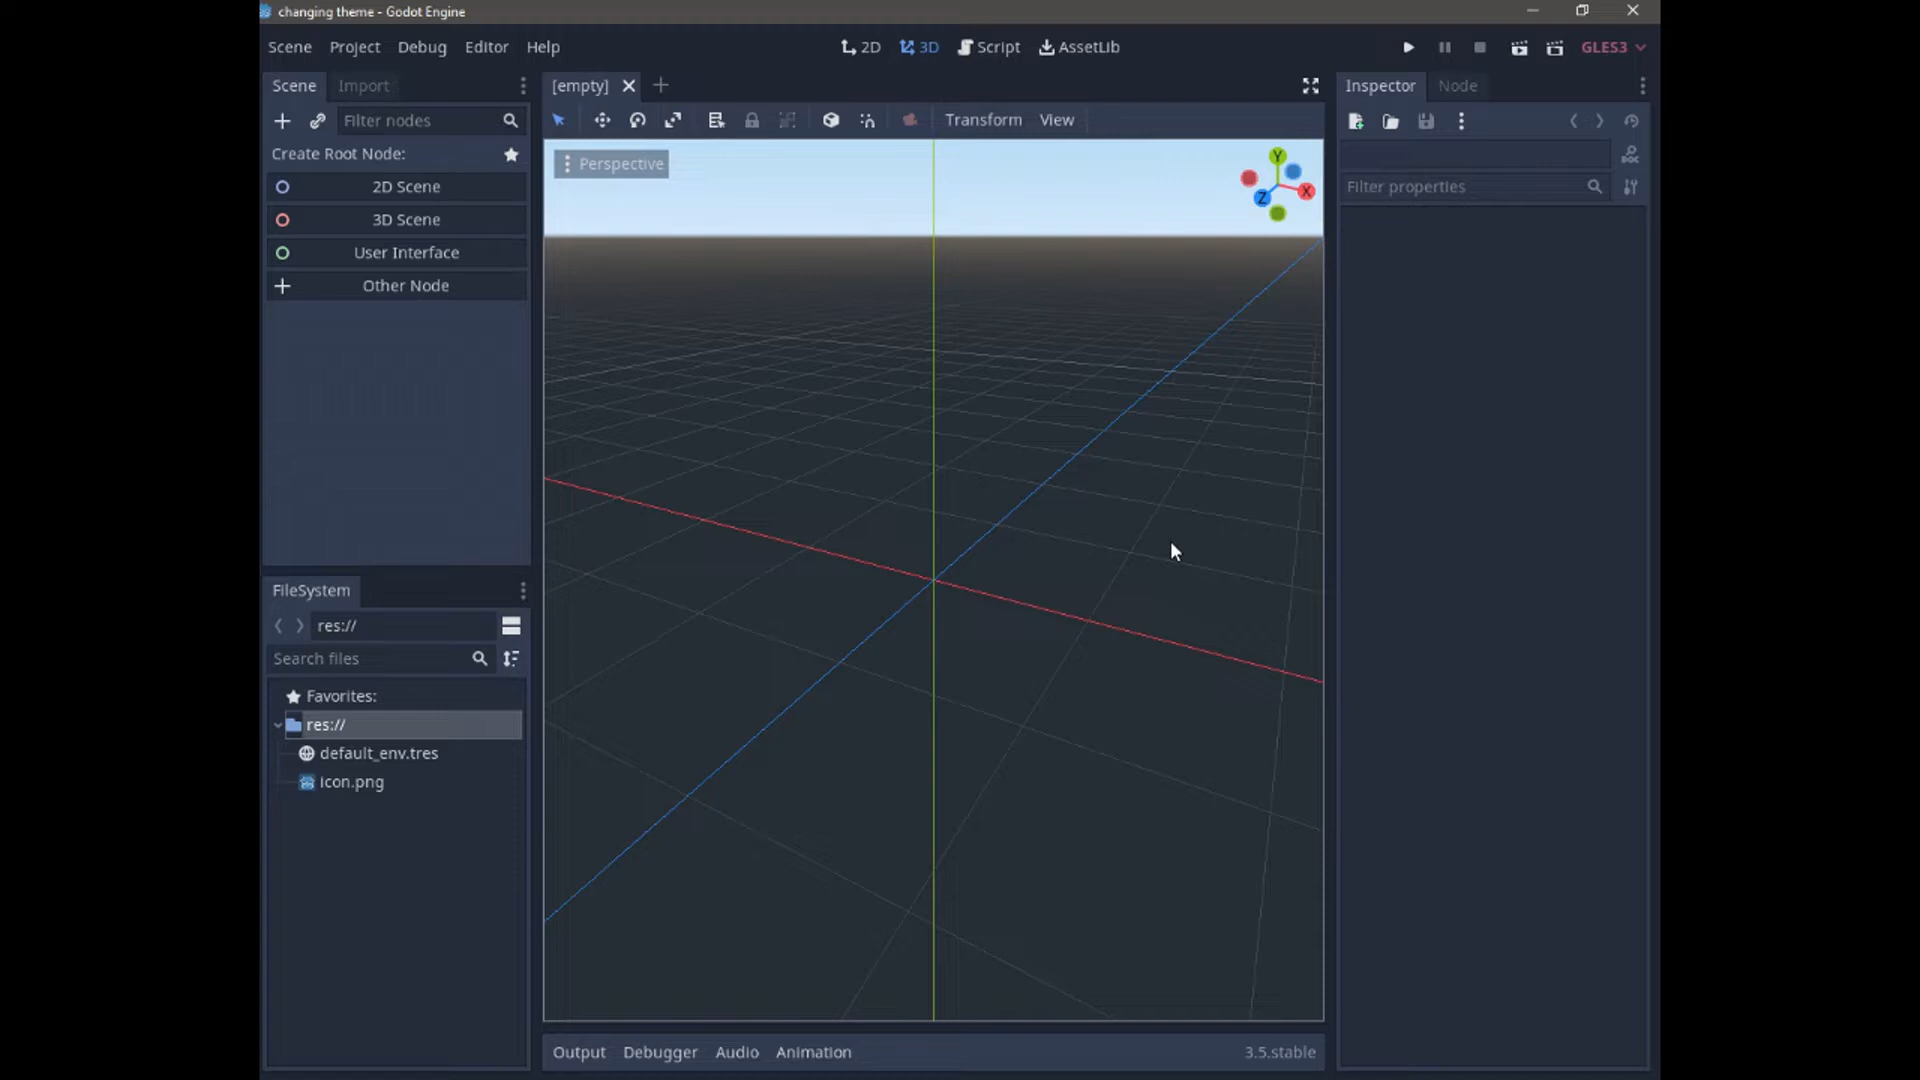 changing theme - Godot Engine
Scene Project Debug Editor Help
2D 3D Script AssetLib
GLES3
Scene Import
[empty]
Inspector Node
Filter nodes
Transform View
Create Root Node:
Perspective
Y
X
Z
2D Scene
Filter properties
3D Scene
User Interface
Other Node
FileSystem
res://
Search files
Favorites:
res://
default_env.tres
icon.png
Output Debugger Audio Animation
3.5.stable